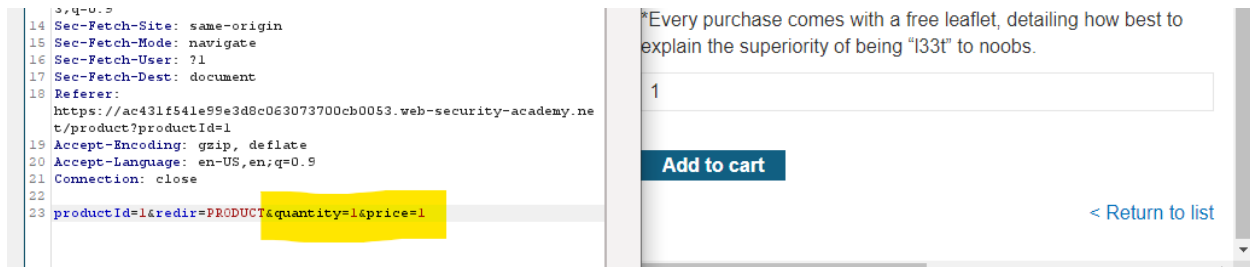 3,q=0.9
14 Sec-Fetch-Site: same-origin
15 Sec-Fetch-Mode: navigate
16 Sec-Fetch-User: ?1
17 Sec-Fetch-Dest: document
18 Referer:
https://ac431f541e99e3d8c063073700cb0053.web-security-academy.ne
t/product?productId=1
19 Accept-Encoding: gzip, deflate
20 Accept-Language: en-US,en;q=0.9
21 Connection: close
22
23 productId=1&redir=PRODUCT&quantity=1&price=1
*Every purchase comes with a free leaflet, detailing how best to
explain the superiority of being “l33t” to noobs.
1
Add to cart
< Return to list